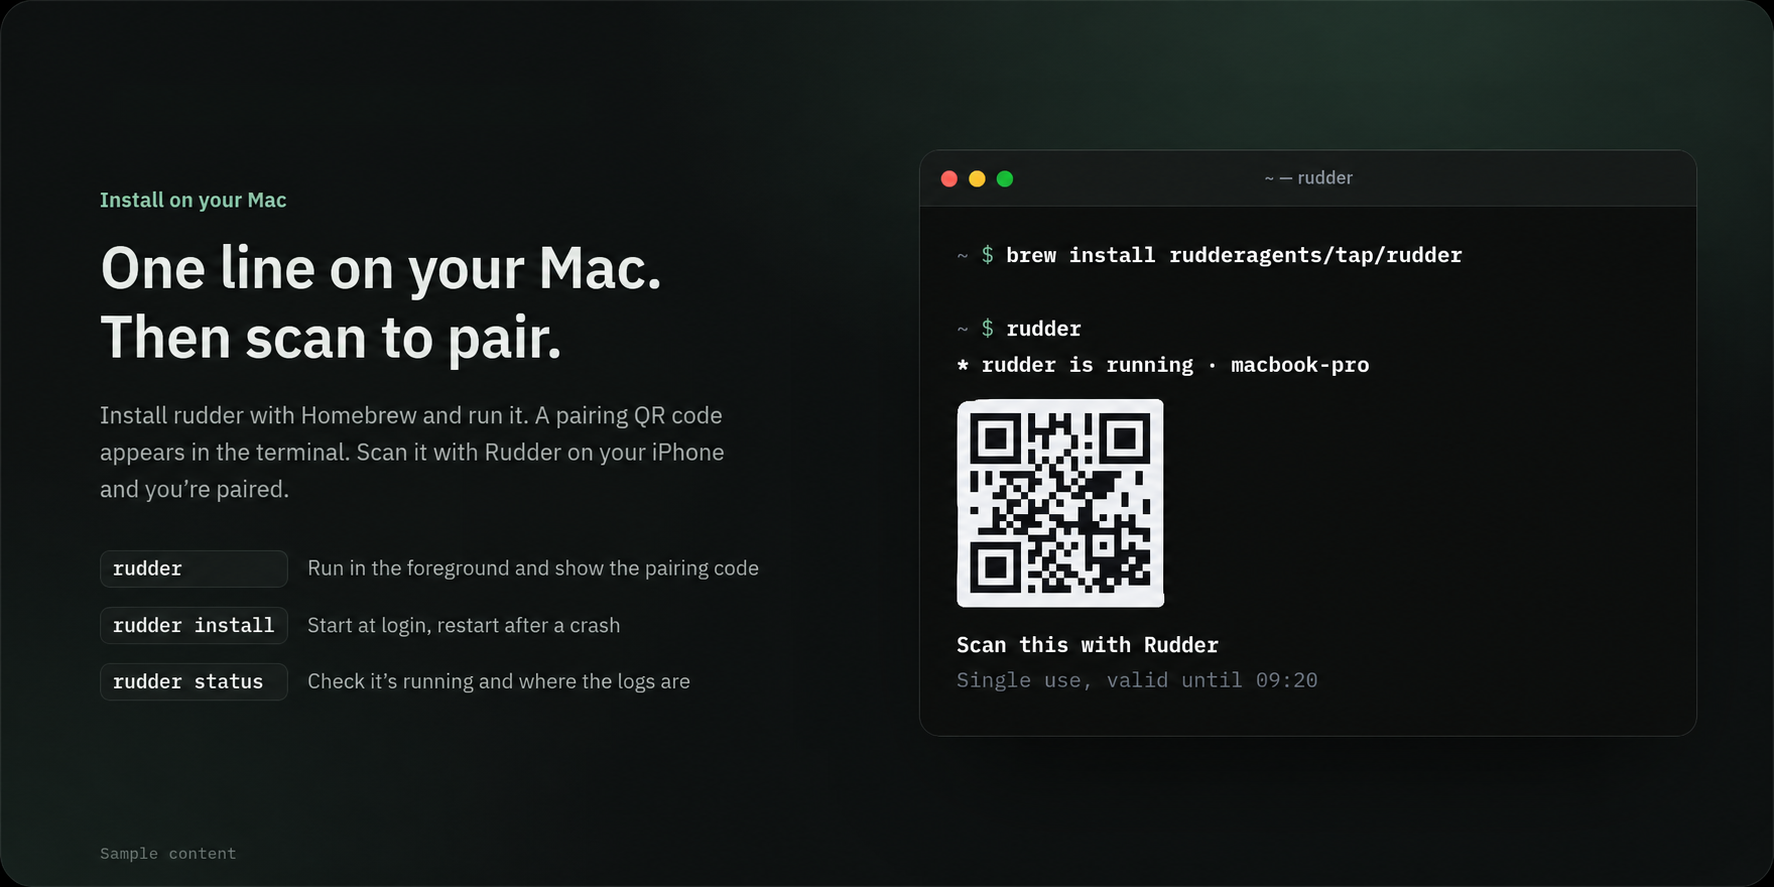 Install on your Mac
One line on your Mac.
Then scan to pair.
Install rudder with Homebrew and run it. A pairing QR code
appears in the terminal. Scan it with Rudder on your iPhone
and you’re paired.
rudder Run in the foreground and show the pairing code
rudder install Start at login, restart after a crash
rudder status Check it’s running and where the logs are
Sample content
~ — rudder
~ $ brew install rudderagents/tap/rudder
~ $ rudder
* rudder is running · macbook-pro
Scan this with Rudder
Single use, valid until 09:20